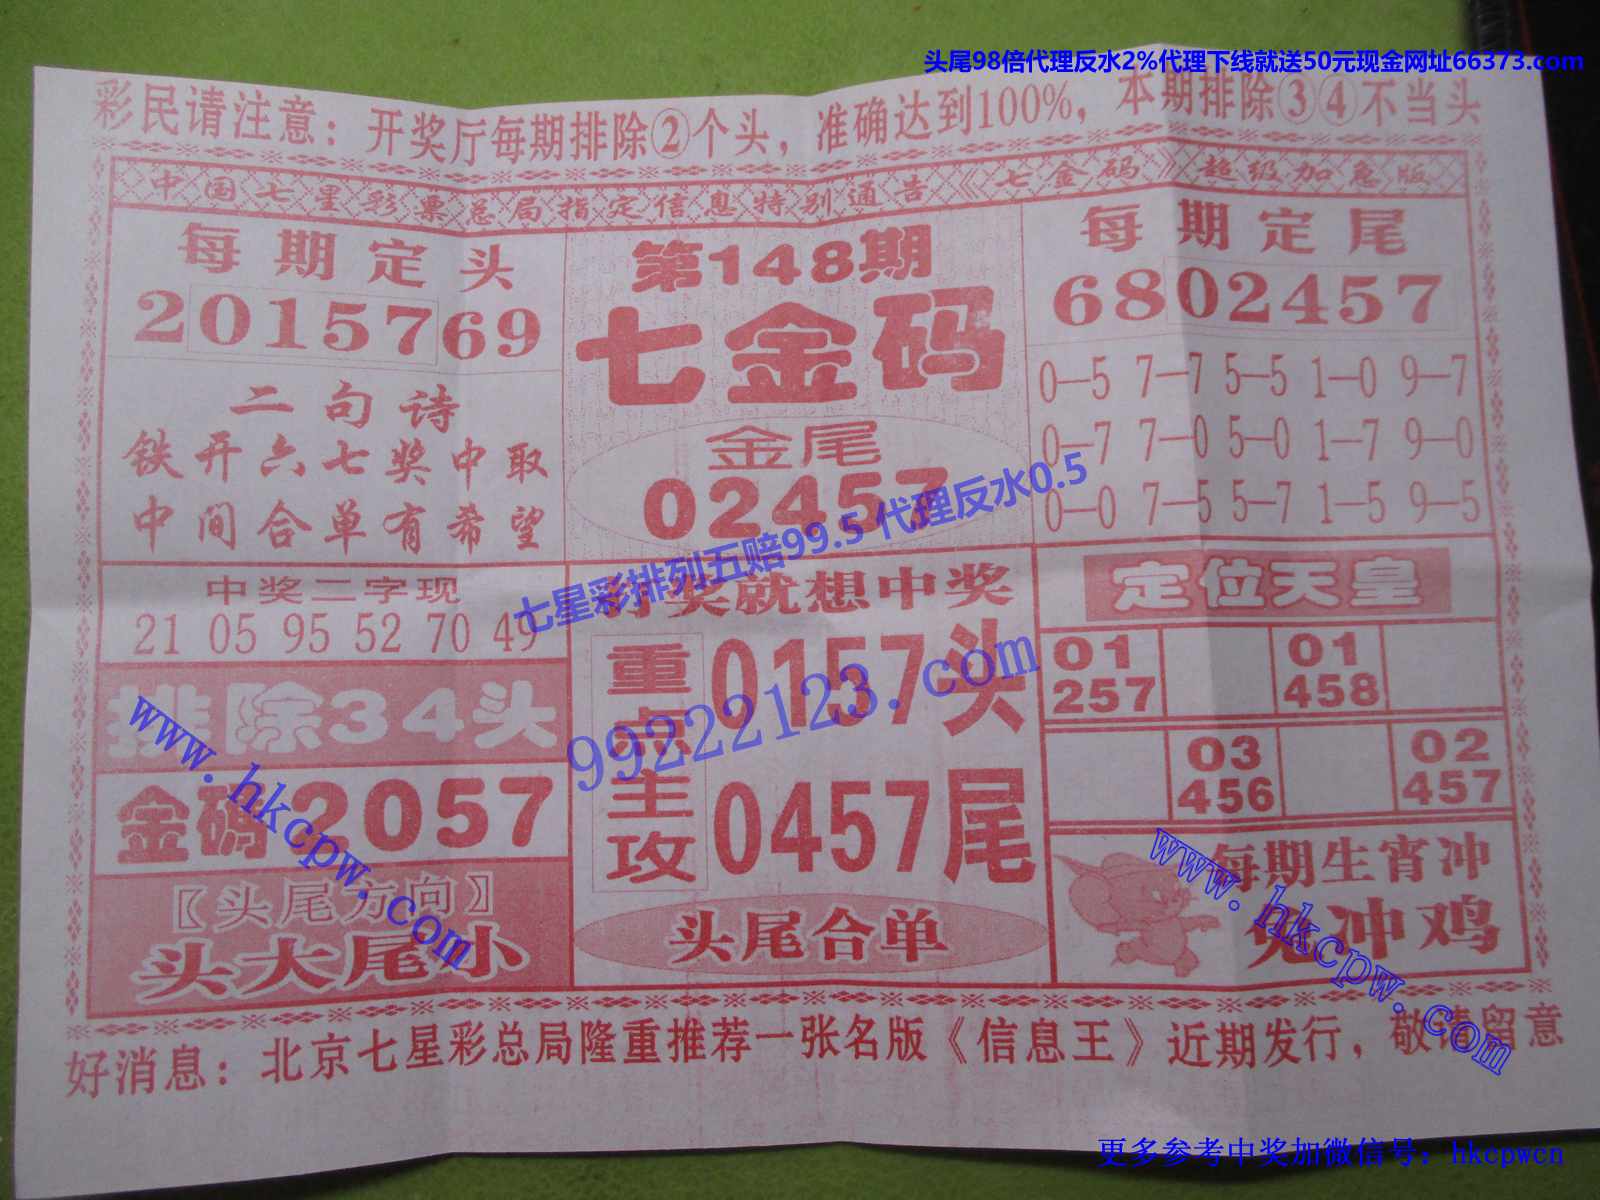 头尾98倍代理反水2%代理下线就送50元现金网址66373.com
彩民请注意：开奖厅每期排除②个头，准确达到100%，本期排除③④不当头
中国七星彩票总局指定信息特别通告《七金码》超级加急版
每期定头
2015769
二句诗
铁开六七奖中取
中间合单有希望
第148期
七金码
金尾
02457
每期定尾
6802457
0—5 7—7 5—5 1—0 9—7
0—7 7—0 5—0 1—7 9—0
0—0 7—5 5—7 1—5 9—5
七星彩排列五赔99.5 代理反水0.5
中奖二字现
21 05 95 52 70 49
排除34头
金码2057
〖头尾方向〗
头大尾小
奖就想中奖
重点主攻
0157头
0457尾
头尾合单
99222123.com
定位天皇
01
257
01
458
03
456
02
457
每期生肖冲
兔冲鸡
www.hkcpw.com
www.hkcpw.com
好消息：北京七星彩总局隆重推荐一张名版《信息王》近期发行，敬请留意
更多参考中奖加微信号：hkcpwcn